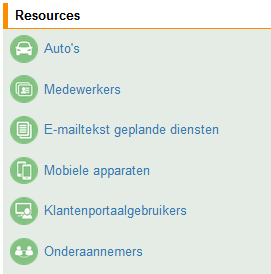 Resources
Auto's
Medewerkers
E-mailtekst geplande diensten
Mobiele apparaten
Klantenportaalgebruikers
Onderaannemers